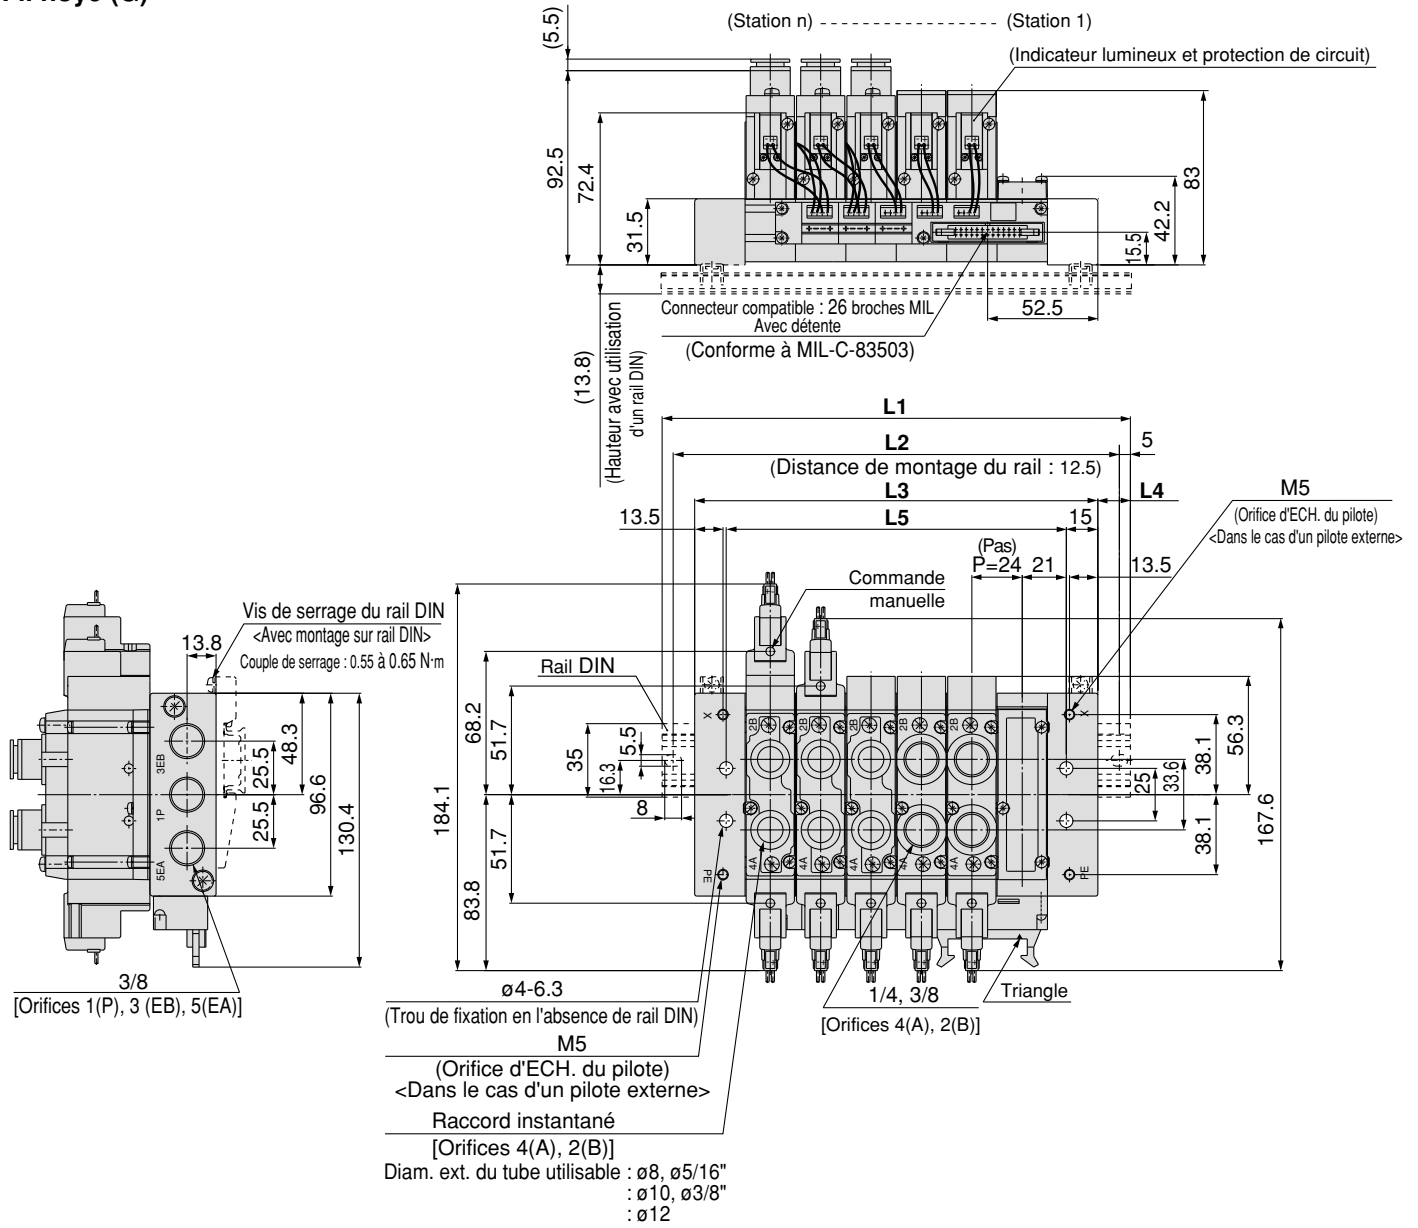 (Station n) (Station 1)
(Indicateur lumineux et protection de circuit)
(5.5)
92.5
72.4
31.5
83
42.2
15.5
52.5
(13.8)
(Hauteur avec utilisation
d'un rail DIN)
Connecteur compatible : 26 broches MIL
Avec détente
(Conforme à MIL-C-83503)
L1
L2
5
(Distance de montage du rail : 12.5)
L3
L4
M5
(Orifice d'ECH. du pilote)
<Dans le cas d'un pilote externe>
13.5
L5
15
(Pas)
P=24
21
13.5
Commande
manuelle
Vis de serrage du rail DIN
<Avec montage sur rail DIN>
Couple de serrage : 0.55 à 0.65 N·m
13.8
Rail DIN
48.3
25.5
25.5
96.6
130.4
3EB
1P
5EA
3/8
[Orifices 1(P), 3 (EB), 5(EA)]
184.1
68.2
83.8
51.7
51.7
35
5.5
16.3
8
X
PE
2B
2B
2B
2B
2B
4A
4A
4A
4A
4A
X
PE
25
33.6
38.1
38.1
56.3
167.6
ø4-6.3
(Trou de fixation en l'absence de rail DIN)
M5
(Orifice d'ECH. du pilote)
<Dans le cas d'un pilote externe>
1/4, 3/8
[Orifices 4(A), 2(B)]
Triangle
Raccord instantané
[Orifices 4(A), 2(B)]
Diam. ext. du tube utilisable : ø8, ø5/16"
: ø10, ø3/8"
: ø12